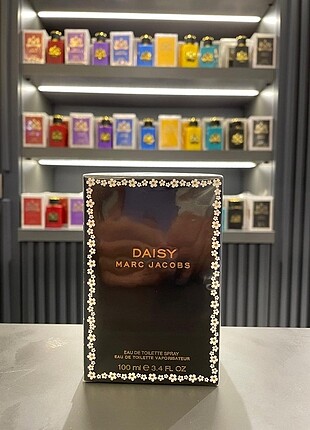 DAISY
MARC JACOBS
EAU DE TOILETTE SPRAY
EAU DE TOILETTE VAPORISATEUR
100 ml ℮ 3.4 FL OZ